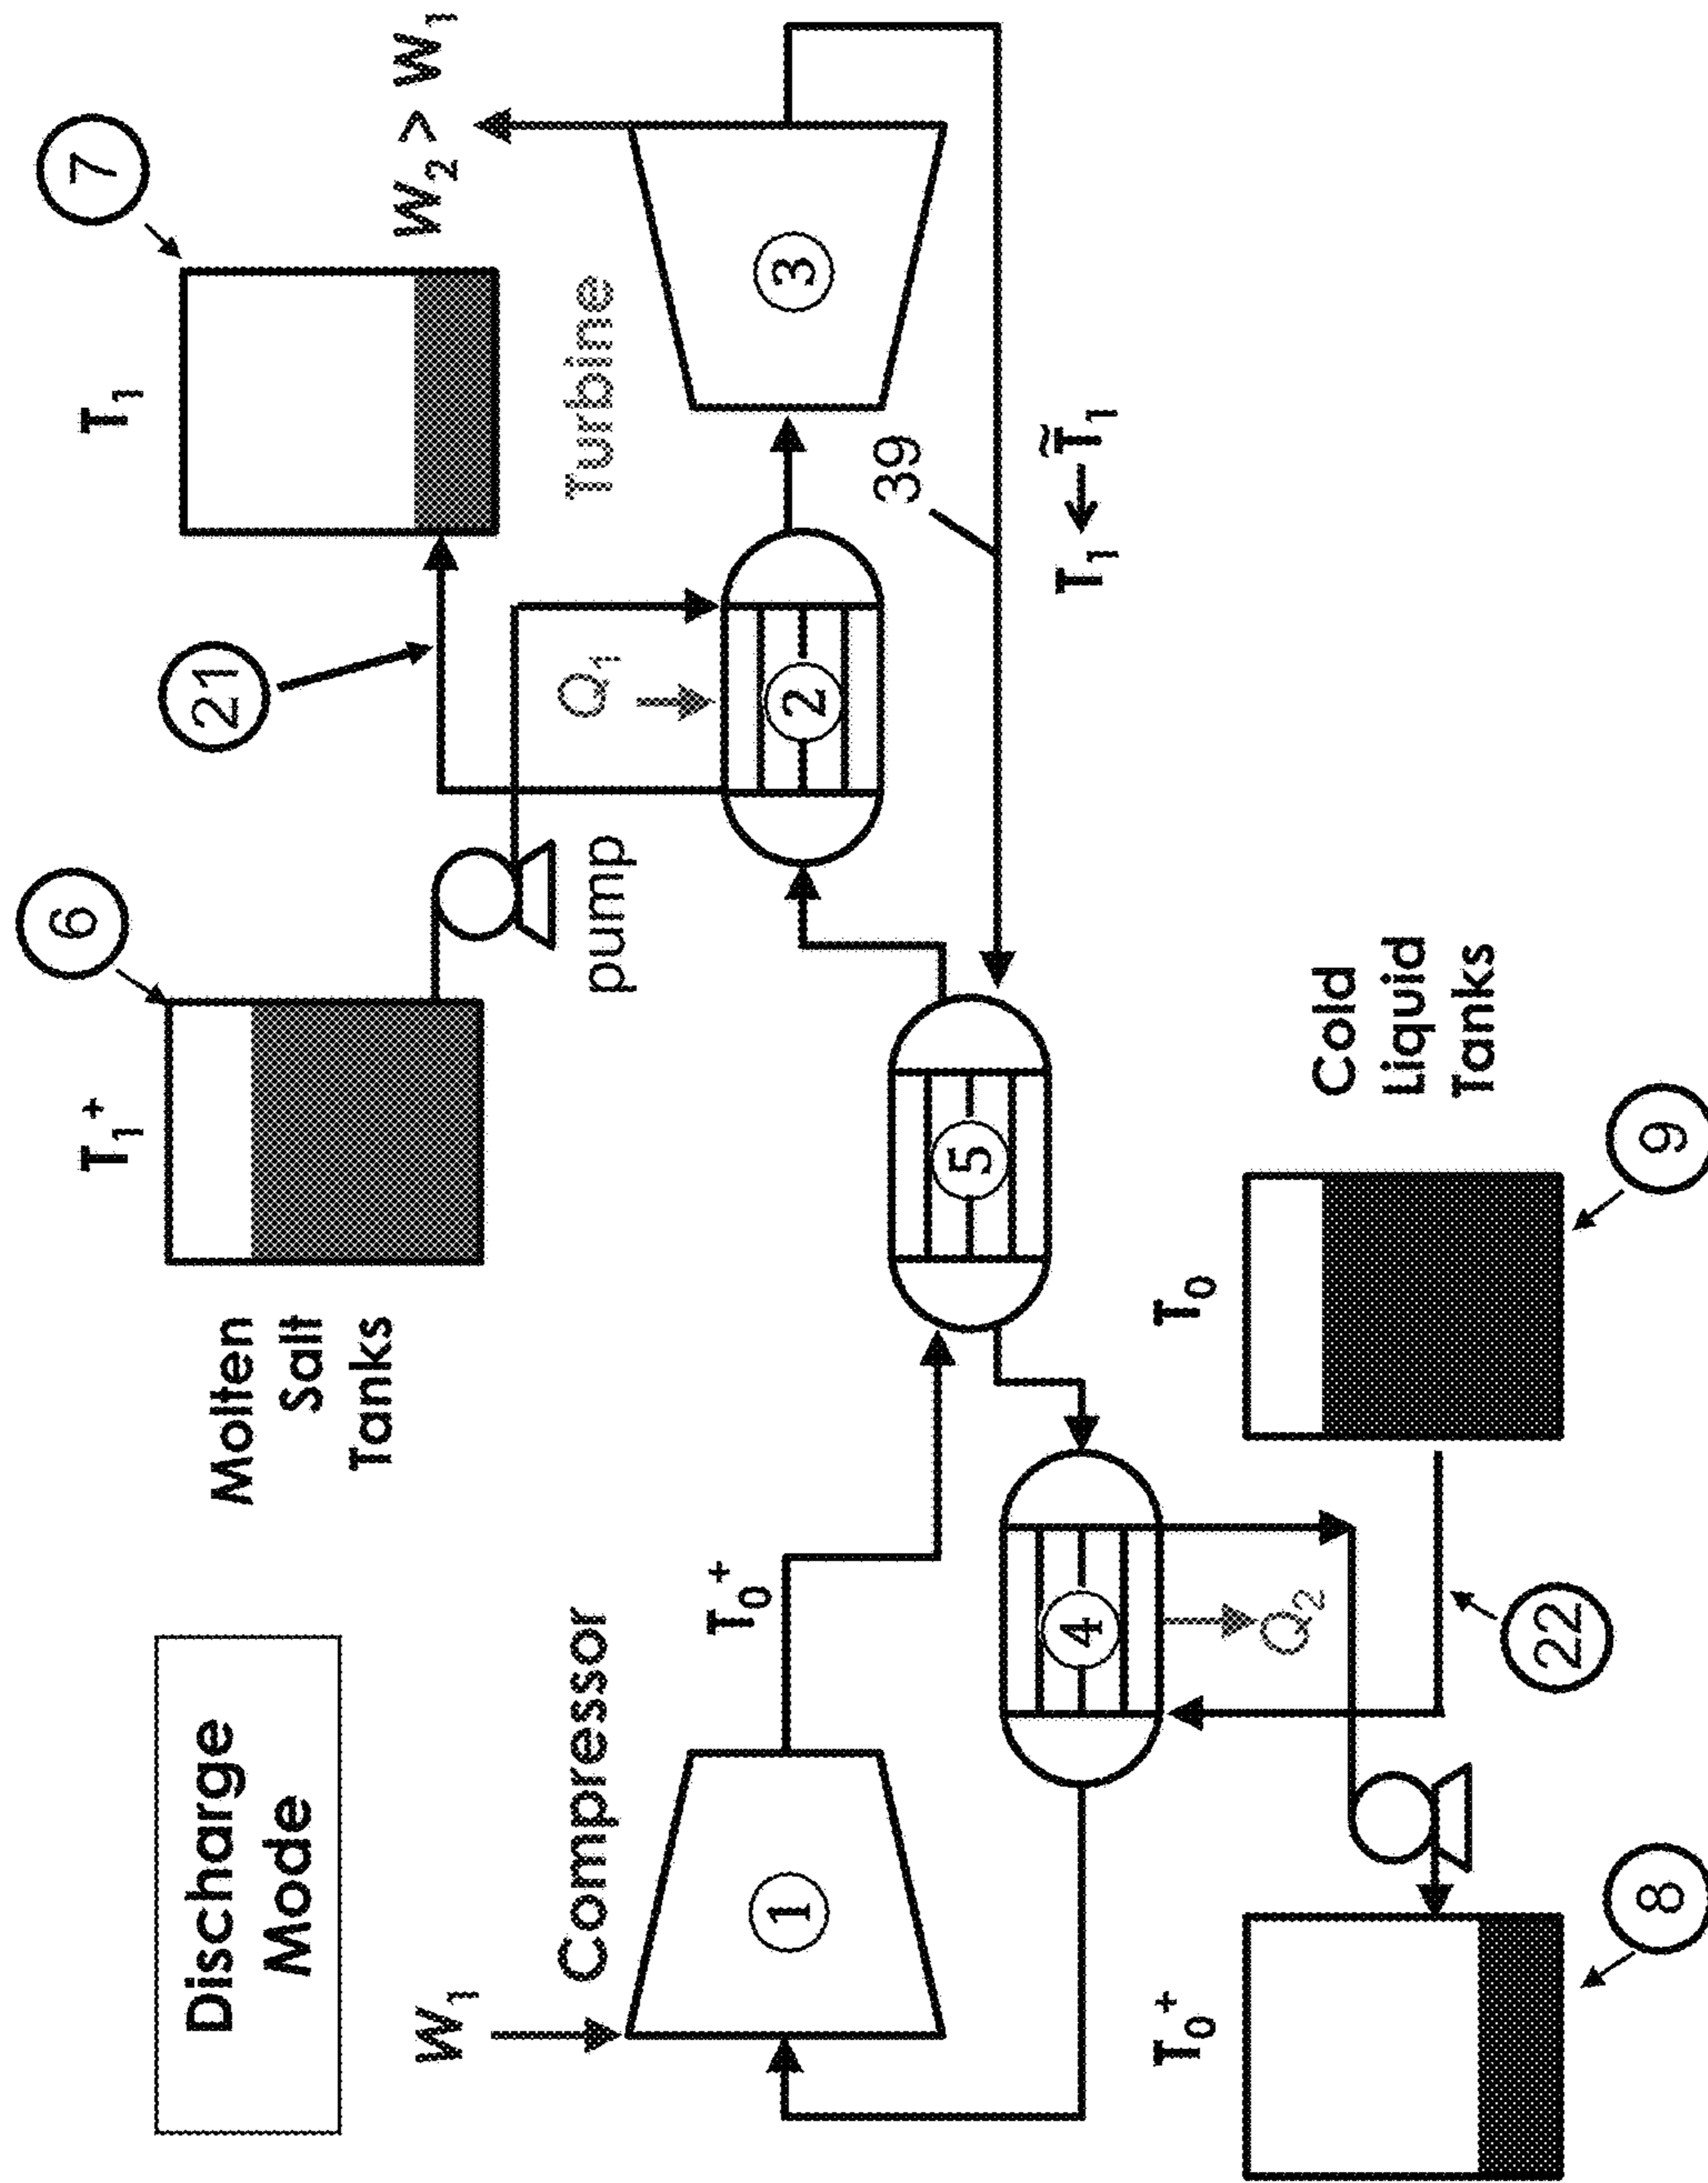 Discharge
Mode
Molten
Salt
Tanks
T1+
6
T1
7
21
pump
Q1
Turbine
W2 > W1
W1
Compressor
1
T0+
2
3
5
39
T1 ← T̃1
4
Q2
T0+
8
22
T0
9
Cold
Liquid
Tanks